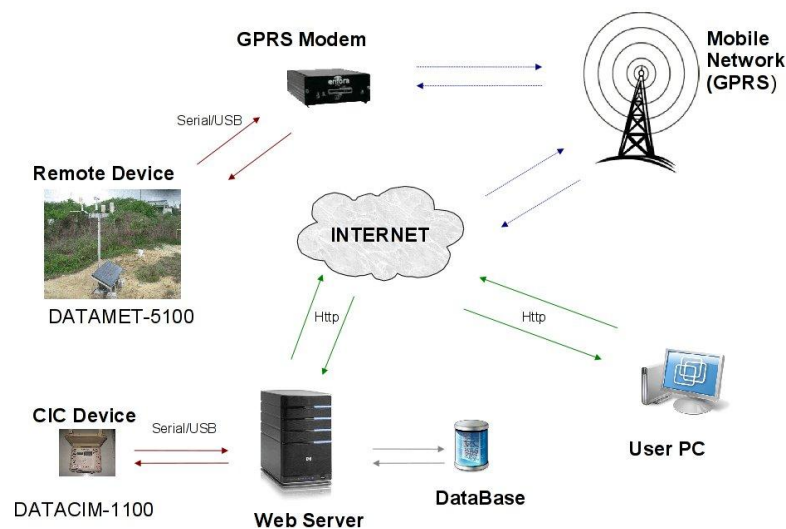 GPRS Modem
Mobile
Network
(GPRS)
enfora
Serial/USB
Remote Device
INTERNET
DATAMET-5100
Http
Http
CIC Device
Serial/USB
User PC
DataBase
DATACIM-1100
Web Server